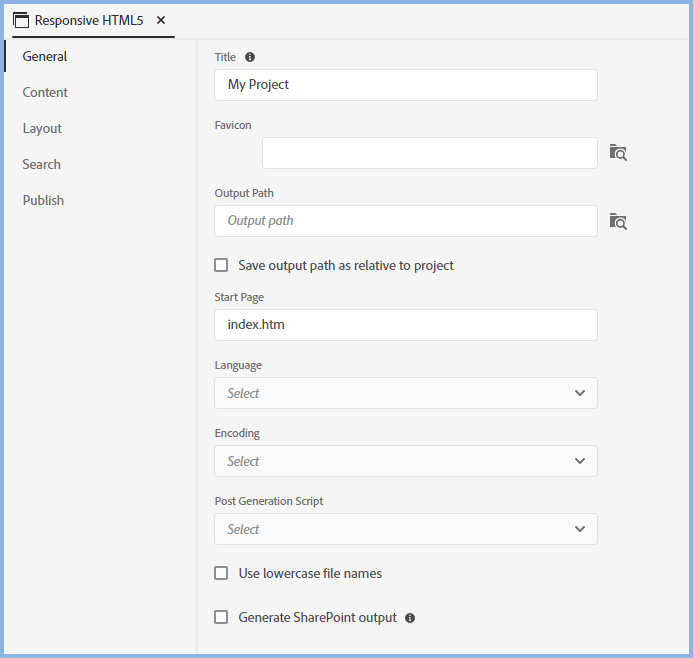 Responsive HTML5
General
Content
Layout
Search
Publish
Title
My Project
Favicon
Output Path
Output path
Save output path as relative to project
Start Page
index.htm
Language
Select
Encoding
Select
Post Generation Script
Select
Use lowercase file names
Generate SharePoint output